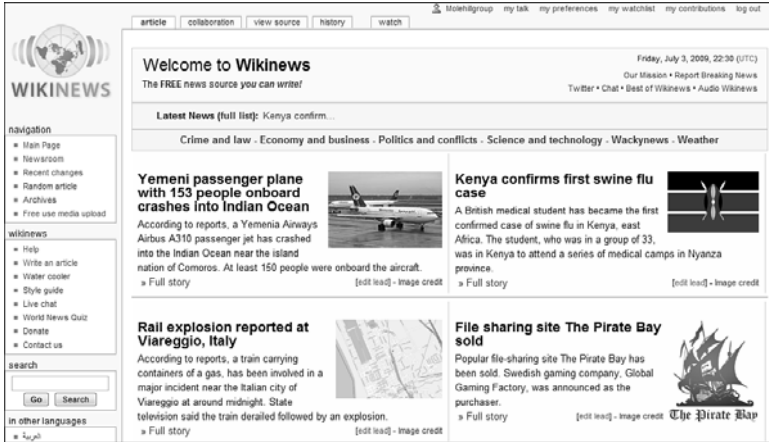 Molehillgroup my talk my preferences my watchlist my contributions log out
article collaboration view source history watch
WIKINEWS
Welcome to Wikinews
The FREE news source you can write!
Friday, July 3, 2009, 22:30 (UTC)
Our Mission • Report Breaking News
Twitter • Chat • Best of Wikinews • Audio Wikinews
Latest News (full list): Kenya confirm...
Crime and law - Economy and business - Politics and conflicts - Science and technology - Wackynews - Weather
navigation
Main Page
Newsroom
Recent changes
Random article
Archives
Free use media upload
wikinews
Help
Write an article
Water cooler
Style guide
Live chat
World News Quiz
Donate
Contact us
search
Go Search
in other languages
العربية
Yemeni passenger plane
with 153 people onboard
crashes into Indian Ocean
According to reports, a Yemenia Airways
Airbus A310 passenger jet has crashed
into the Indian Ocean near the island
nation of Comoros. At least 150 people were onboard the aircraft.
» Full story [edit lead] - Image credit
Kenya confirms first swine flu
case
A British medical student has became the first
confirmed case of swine flu in Kenya, east
Africa. The student, who was in a group of 33,
was in Kenya to attend a series of medical camps in Nyanza
province.
» Full story [edit lead] - Image credit
Rail explosion reported at
Viareggio, Italy
According to reports, a train carrying
containers of a gas, has been involved in a
major incident near the Italian city of
Viareggio at around midnight. State
television said the train derailed followed by an explosion.
» Full story [edit lead] - Image credit
File sharing site The Pirate Bay
sold
Popular file-sharing site The Pirate Bay has
been sold. Swedish gaming company, Global
Gaming Factory, was announced as the
purchaser.
» Full story [edit lead] - Image credit
The Pirate Bay